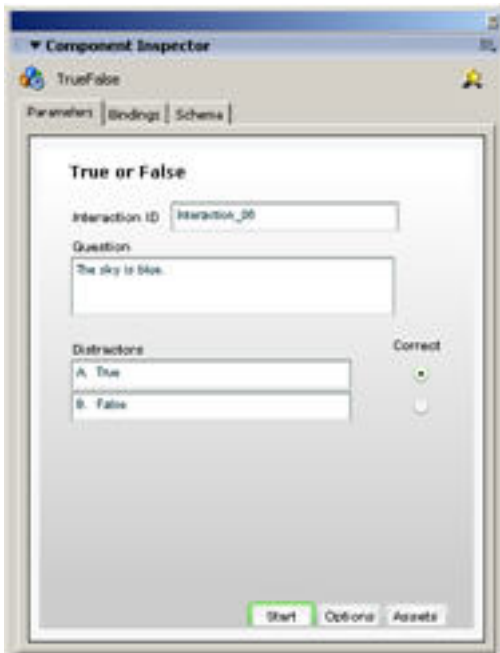 Component Inspector
TrueFalse
Parameters Bindings Schema
True or False
Interaction ID Interaction_06
Question
The sky is blue.
Distractors Correct
A. True
B. False
Start Options Assets